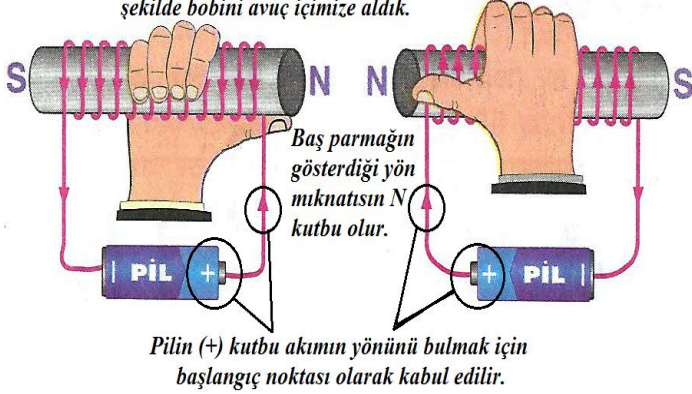 şekilde bobini avuç içimize aldık.
S N N S
Baş parmağın
gösterdiği yön
mıknatısın N
kutbu olur.
PİL + + PİL
Pilin (+) kutbu akımın yönünü bulmak için
başlangıç noktası olarak kabul edilir.